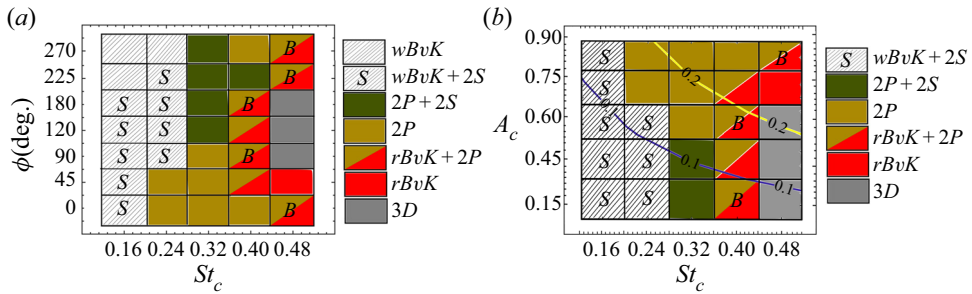 (a)
270
225
180
120
90
45
0
ϕ(deg.)
B
S B
S S B
S S
S S B
S
S B
0.16 0.24 0.32 0.40 0.48
St_c
wBvK
S wBvK+2S
2P+2S
2P
rBvK+2P
rBvK
3D
(b)
0.90
0.75
0.60
0.45
0.15
A_c
S B
S
S S B
S S
S S B
0.2
0.2
0.1
0.1
0.16 0.24 0.32 0.40 0.48
St_c
S wBvK+2S
2P+2S
2P
rBvK+2P
rBvK
3D